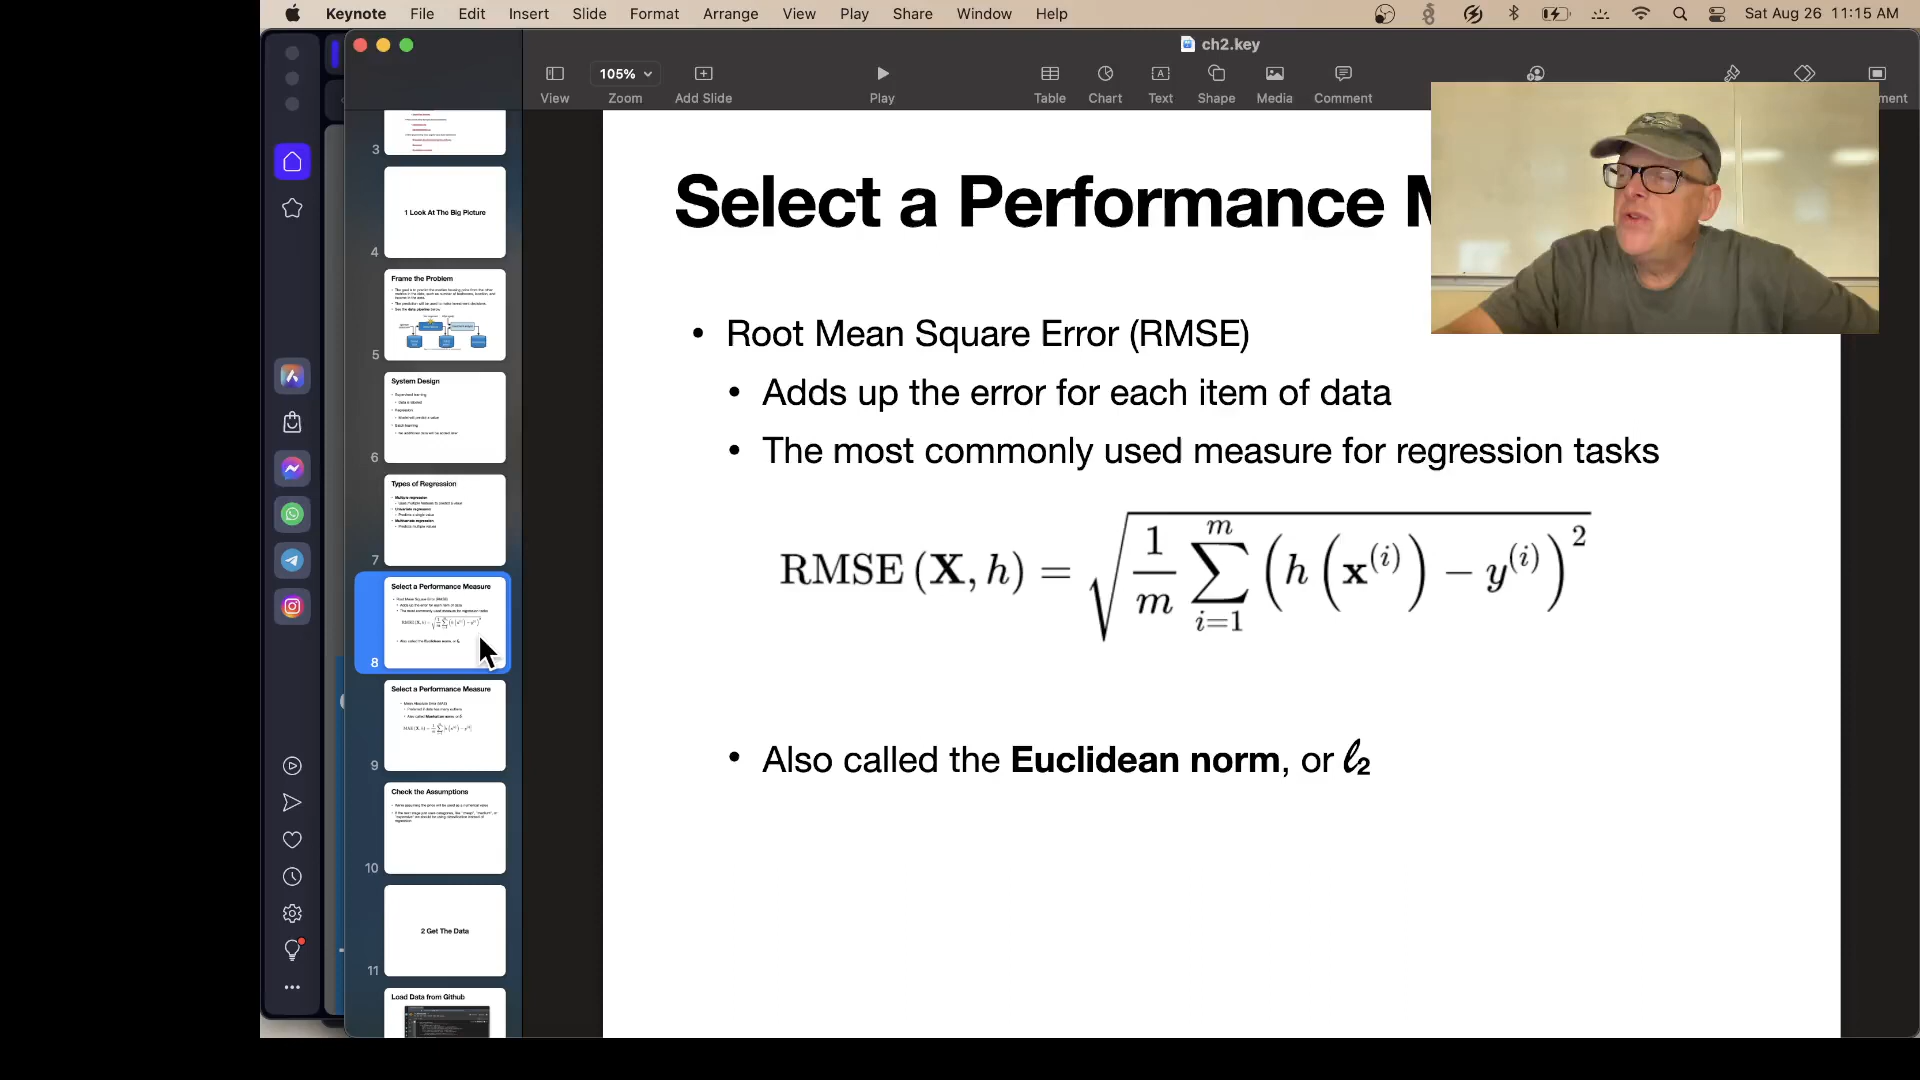 Keynote File Edit Insert Slide Format Arrange View Play Share Window Help Sat Aug 26 11:15 AM
ch2.key
105%
View Zoom Add Slide Play Table Chart Text Shape Media Comment
3
1 Look At The Big Picture
4
Frame the Problem
5
System Design
6
Types of Regression
7
Select a Performance Measure
8
Select a Performance Measure
9
Check the Assumptions
10
2 Get The Data
11
Load Data from Github
Select a Performance
• Root Mean Square Error (RMSE)
• Adds up the error for each item of data
• The most commonly used measure for regression tasks
RMSE (X, h) = √(1/m ∑_{i=1}^{m} (h (x^{(i)}) − y^{(i)})²)
• Also called the Euclidean norm, or ℓ₂